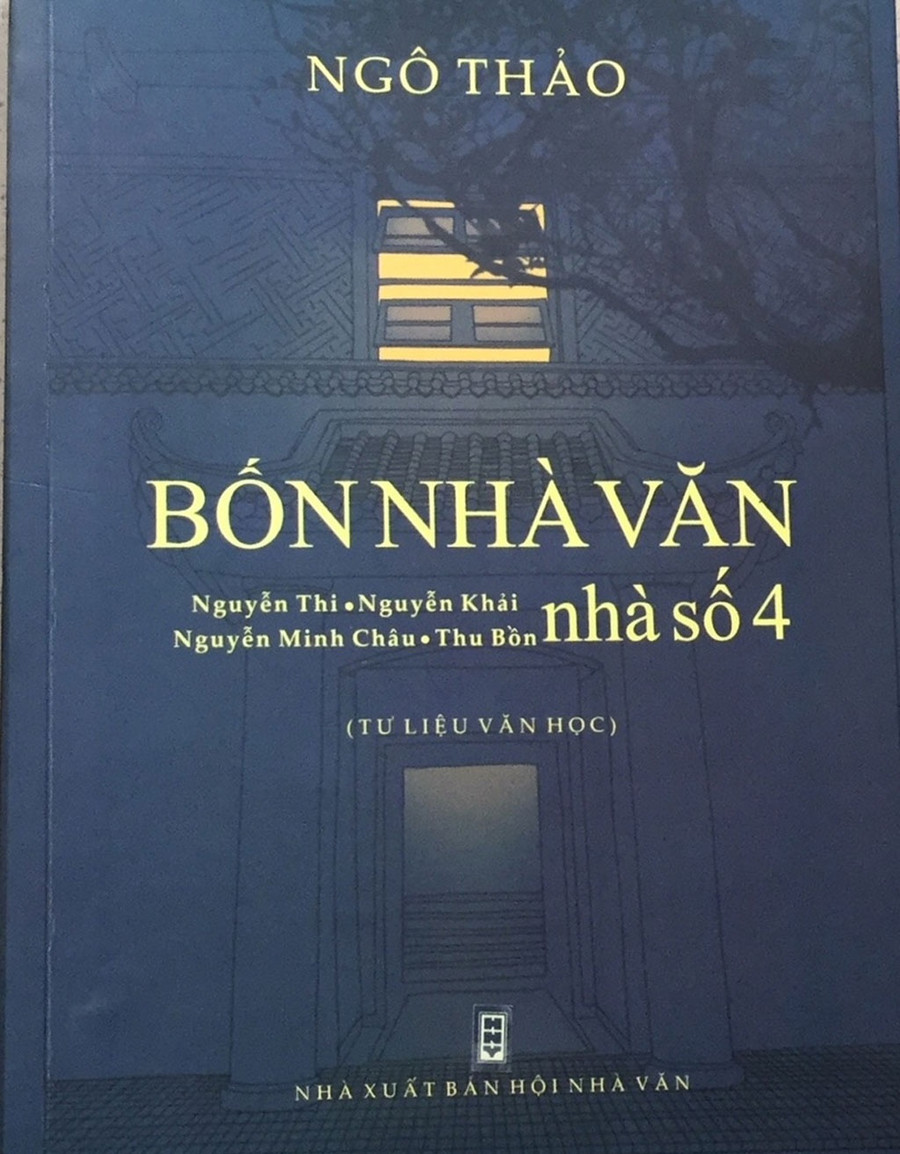 NGÔ THẢO
BỐN NHÀ VĂN
nhà số 4
Nguyễn Thi • Nguyễn Khải
Nguyễn Minh Châu • Thu Bồn
(TƯ LIỆU VĂN HỌC)
NHÀ XUẤT BẢN HỘI NHÀ VĂN